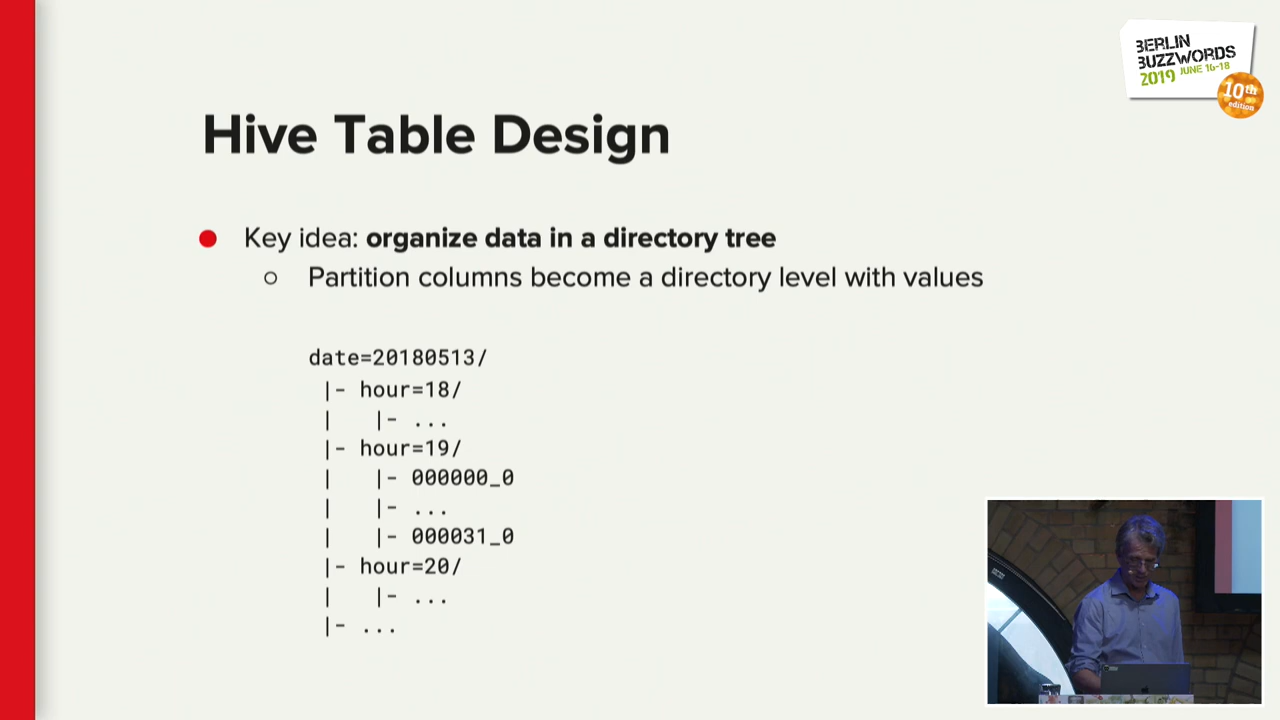 BERLIN
BUZZWORDS
2019 JUNE 16-18
10th
edition
Hive Table Design
Key idea: organize data in a directory tree
Partition columns become a directory level with values
date=20180513/
|- hour=18/
|   |- ...
|- hour=19/
|   |- 000000_0
|   |- ...
|   |- 000031_0
|- hour=20/
|   |- ...
|- ...